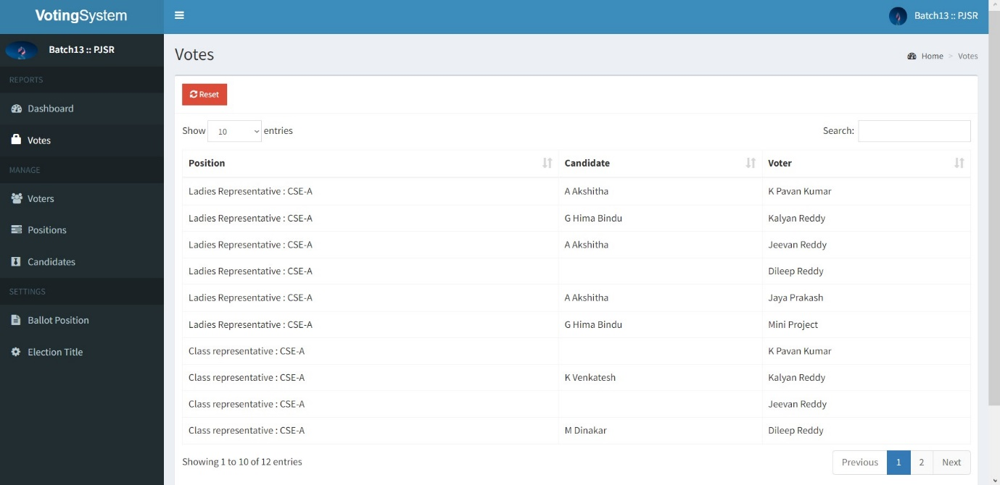 VotingSystem
Batch13 :: PJSR
Batch13 :: PJSR
REPORTS
Dashboard
Votes
MANAGE
Voters
Positions
Candidates
SETTINGS
Ballot Position
Election Title
Votes
Home > Votes
Reset
Show 10 entries
Search:
Position Candidate Voter
Ladies Representative : CSE-A A Akshitha K Pavan Kumar
Ladies Representative : CSE-A G Hima Bindu Kalyan Reddy
Ladies Representative : CSE-A A Akshitha Jeevan Reddy
Ladies Representative : CSE-A Dileep Reddy
Ladies Representative : CSE-A A Akshitha Jaya Prakash
Ladies Representative : CSE-A G Hima Bindu Mini Project
Class representative : CSE-A K Pavan Kumar
Class representative : CSE-A K Venkatesh Kalyan Reddy
Class representative : CSE-A Jeevan Reddy
Class representative : CSE-A M Dinakar Dileep Reddy
Showing 1 to 10 of 12 entries
Previous 1 2 Next